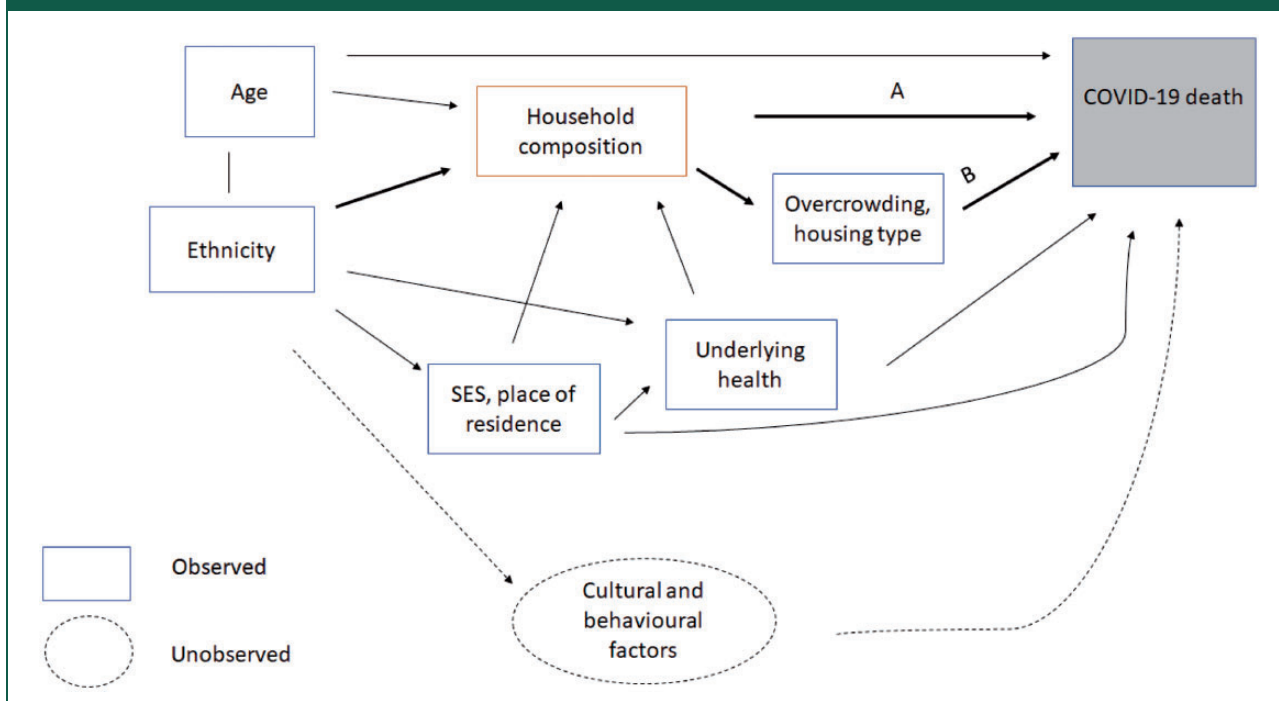 Age
COVID-19 death
A
Household
composition
B
Overcrowding,
housing type
Ethnicity
Underlying
health
SES, place of
residence
Observed
Cultural and
behavioural
factors
Unobserved